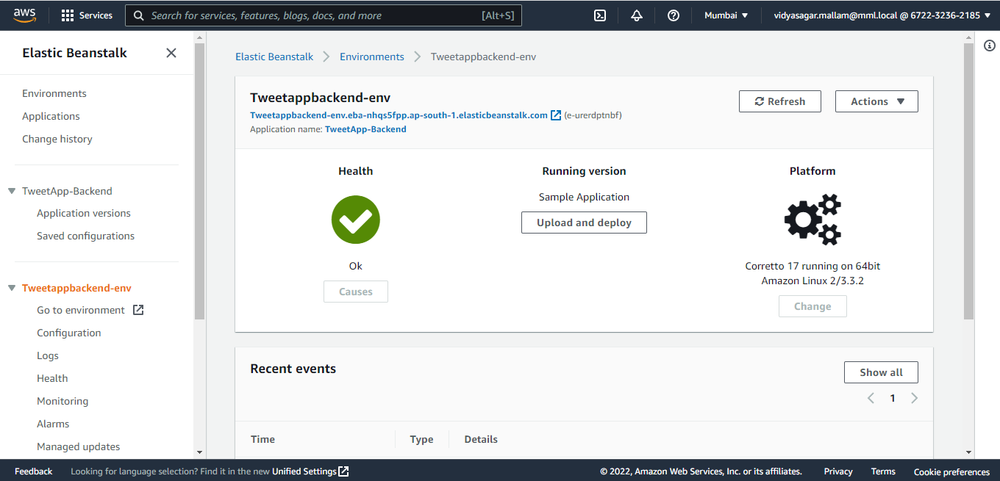 aws
Services
Search for services, features, blogs, docs, and more
[Alt+S]
Mumbai
vidyasagar.mallam@mml.local @ 6722-3236-2185
Elastic Beanstalk
Environments
Applications
Change history
TweetApp-Backend
Application versions
Saved configurations
Tweetappbackend-env
Go to environment
Configuration
Logs
Health
Monitoring
Alarms
Managed updates
Elastic Beanstalk
Environments
Tweetappbackend-env
Tweetappbackend-env
Tweetappbackend-env.eba-nhqs5fpp.ap-south-1.elasticbeanstalk.com (e-urerdptnbf)
Application name: TweetApp-Backend
Refresh
Actions
Health
Ok
Causes
Running version
Sample Application
Upload and deploy
Platform
Corretto 17 running on 64bit
Amazon Linux 2/3.3.2
Change
Recent events
Show all
1
Time
Type
Details
Feedback
Looking for language selection? Find it in the new Unified Settings
© 2022, Amazon Web Services, Inc. or its affiliates.
Privacy
Terms
Cookie preferences